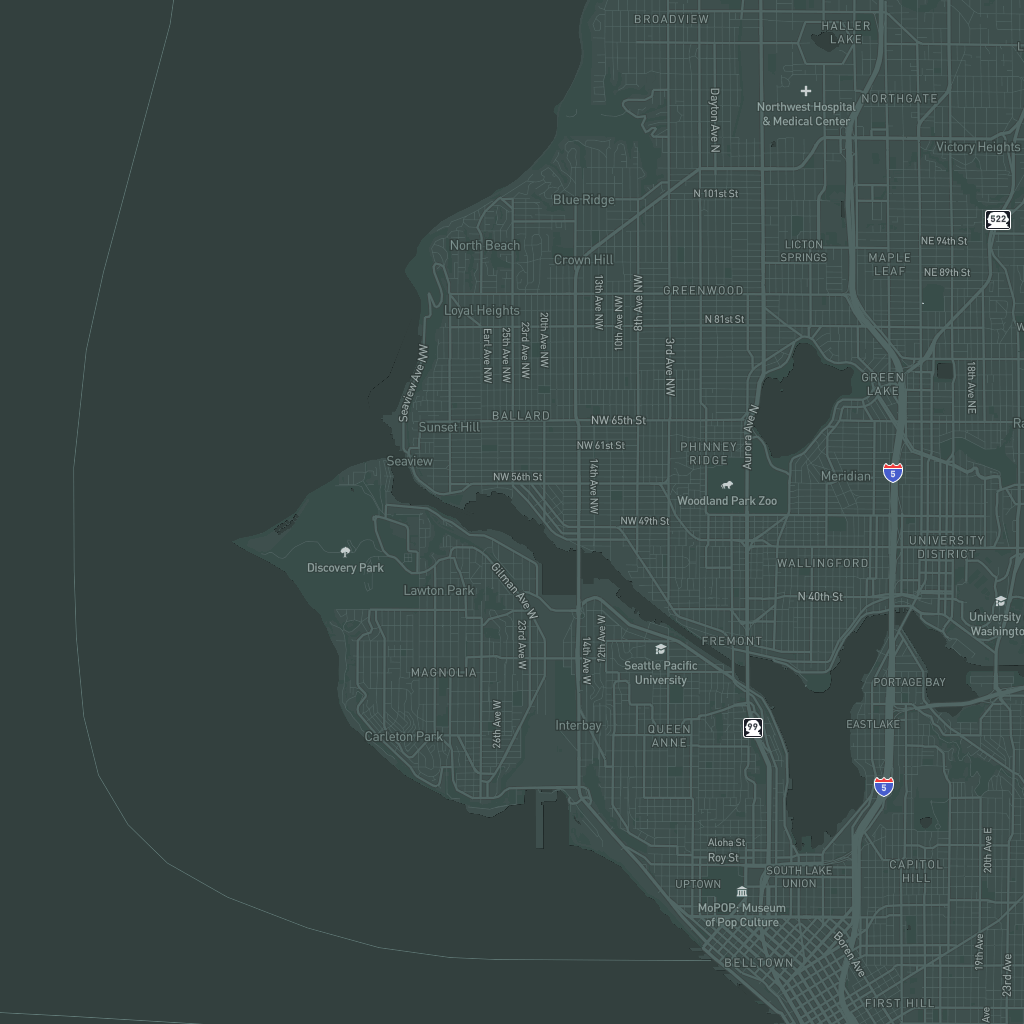 BROADVIEW
HALLER
LAKE
Dayton Ave N
Northwest Hospital
& Medical Center
NORTHGATE
Victory Heights
N 101st St
Blue Ridge
522
NE 94th St
North Beach
LICTON
SPRINGS
MAPLE
LEAF
Crown Hill
NE 89th St
13th Ave NW
10th Ave NW
8th Ave NW
GREENWOOD
Loyal Heights
N 81st St
Earl Ave NW
25th Ave NW
23rd Ave NW
20th Ave NW
3rd Ave NW
Seaview Ave NW
GREEN
LAKE
18th Ave NE
BALLARD
NW 65th St
Sunset Hill
Aurora Ave N
NW 61st St
PHINNEY
RIDGE
Seaview
NW 56th St
14th Ave NW
Meridian
5
Woodland Park Zoo
NW 49th St
UNIVERSITY
DISTRICT
Discovery Park
WALLINGFORD
Lawton Park
Gilman Ave W
N 40th St
University
Washington
23rd Ave W
14th Ave W
12th Ave W
FREMONT
Seattle Pacific
University
MAGNOLIA
PORTAGE BAY
26th Ave W
Interbay
QUEEN
ANNE
99
EASTLAKE
Carleton Park
5
Aloha St
Roy St
20th Ave E
UPTOWN
SOUTH LAKE
UNION
CAPITOL
HILL
MoPOP: Museum
of Pop Culture
Boren Ave
19th Ave
23rd Ave
BELLTOWN
FIRST HILL
Ave